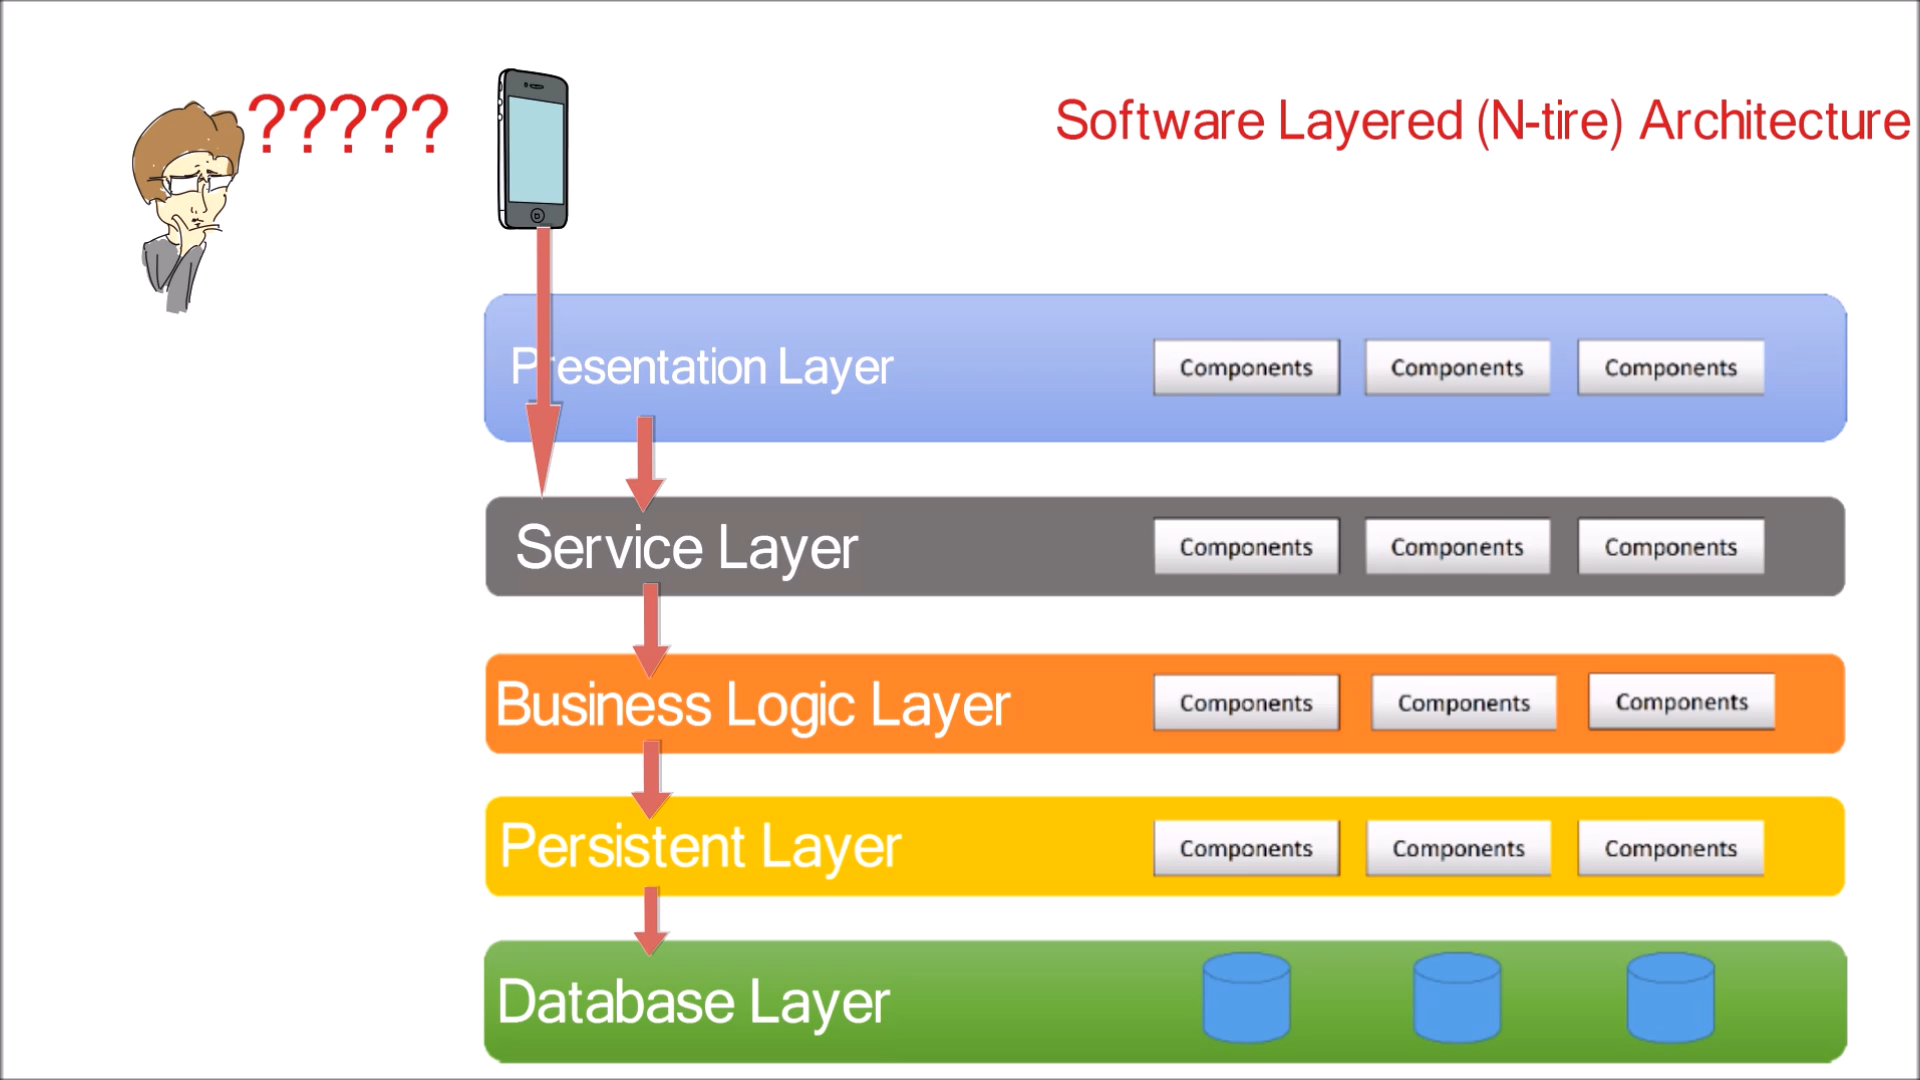 ?????
Software Layered (N-tire) Architecture
Presentation Layer
Components Components Components
Service Layer
Components Components Components
Business Logic Layer
Components Components Components
Persistent Layer
Components Components Components
Database Layer